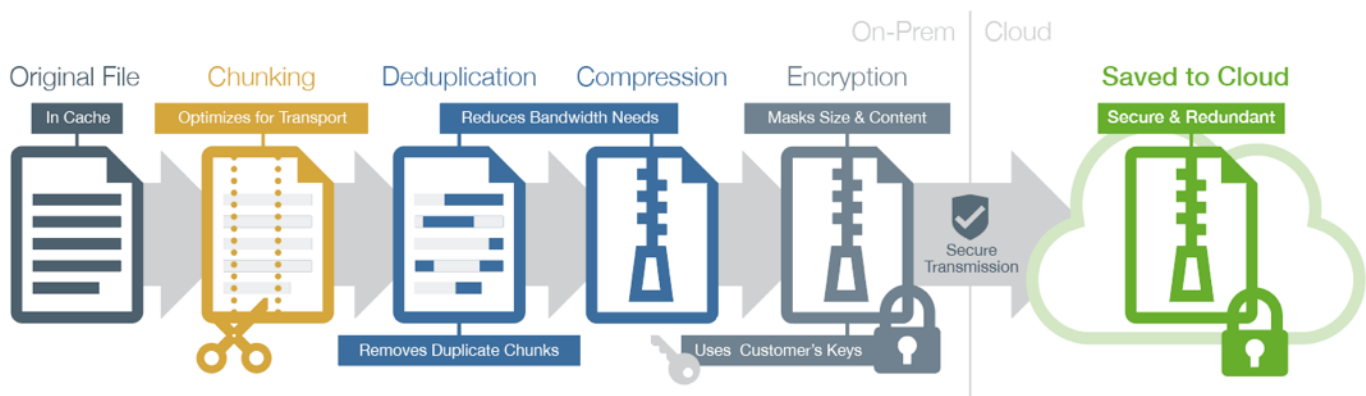 On-Prem
Cloud
Original File
Chunking
Deduplication
Compression
Encryption
Saved to Cloud
In Cache
Optimizes for Transport
Reduces Bandwidth Needs
Masks Size & Content
Secure & Redundant
Secure
Transmission
Removes Duplicate Chunks
Uses Customer's Keys